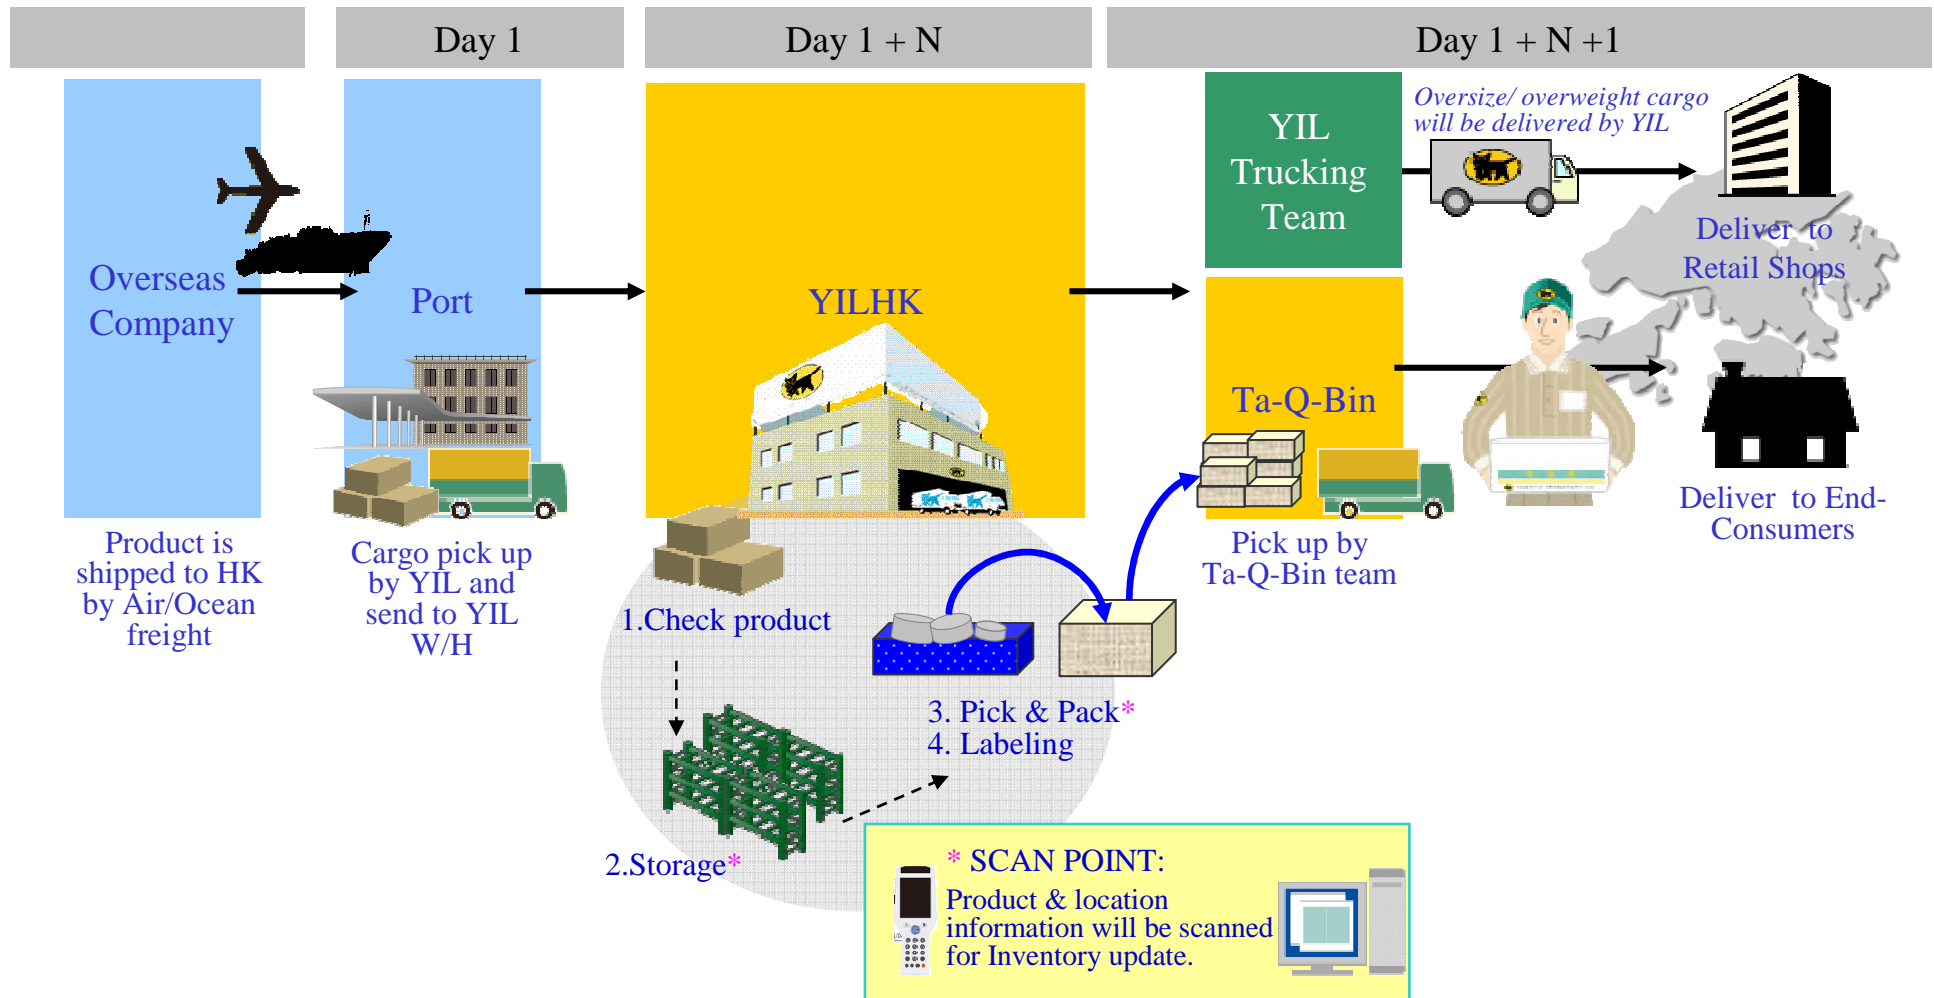 Day 1
Day 1 + N
Day 1 + N +1
Overseas
Company
Product is
shipped to HK
by Air/Ocean
freight
Port
Cargo pick up
by YIL and
send to YIL
W/H
YILHK
1.Check product
2.Storage*
3. Pick & Pack*
4. Labeling
* SCAN POINT:
Product & location
information will be scanned
for Inventory update.
YIL
Trucking
Team
Oversize/ overweight cargo
will be delivered by YIL
Deliver to
Retail Shops
Ta-Q-Bin
Pick up by
Ta-Q-Bin team
Deliver to End-
Consumers